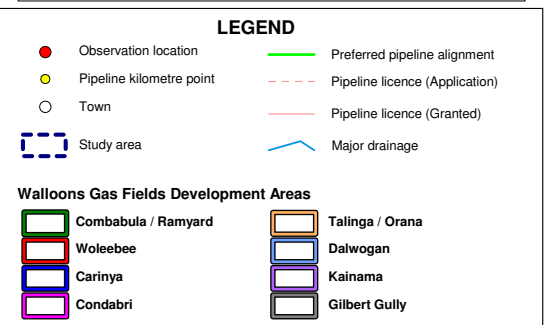 LEGEND
Observation location
Pipeline kilometre point
Town
Study area
Preferred pipeline alignment
Pipeline licence (Application)
Pipeline licence (Granted)
Major drainage
Walloons Gas Fields Development Areas
Combabula / Ramyard
Woleebee
Carinya
Condabri
Talinga / Orana
Dalwogan
Kainama
Gilbert Gully